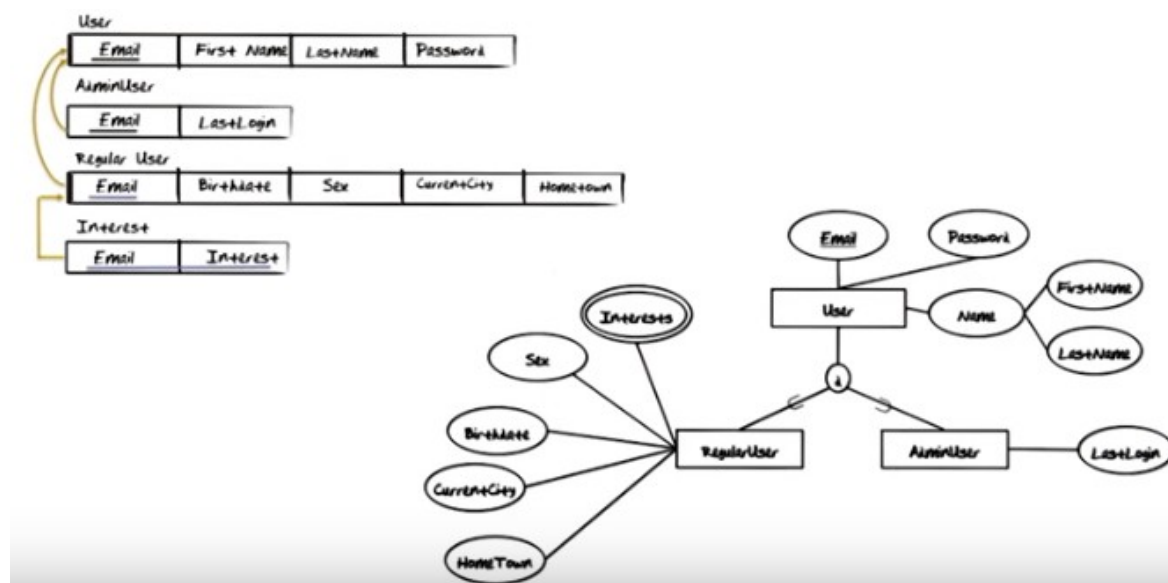 User
Email First Name LastName Password
AdminUser
Email LastLogin
Regular User
Email Birthdate Sex CurrentCity Hometown
Interest
Email Interest
Email
Password
User
Name
FirstName
LastName
d
Interests
Sex
Birthdate
CurrentCity
HomeTown
RegularUser
AdminUser
LastLogin